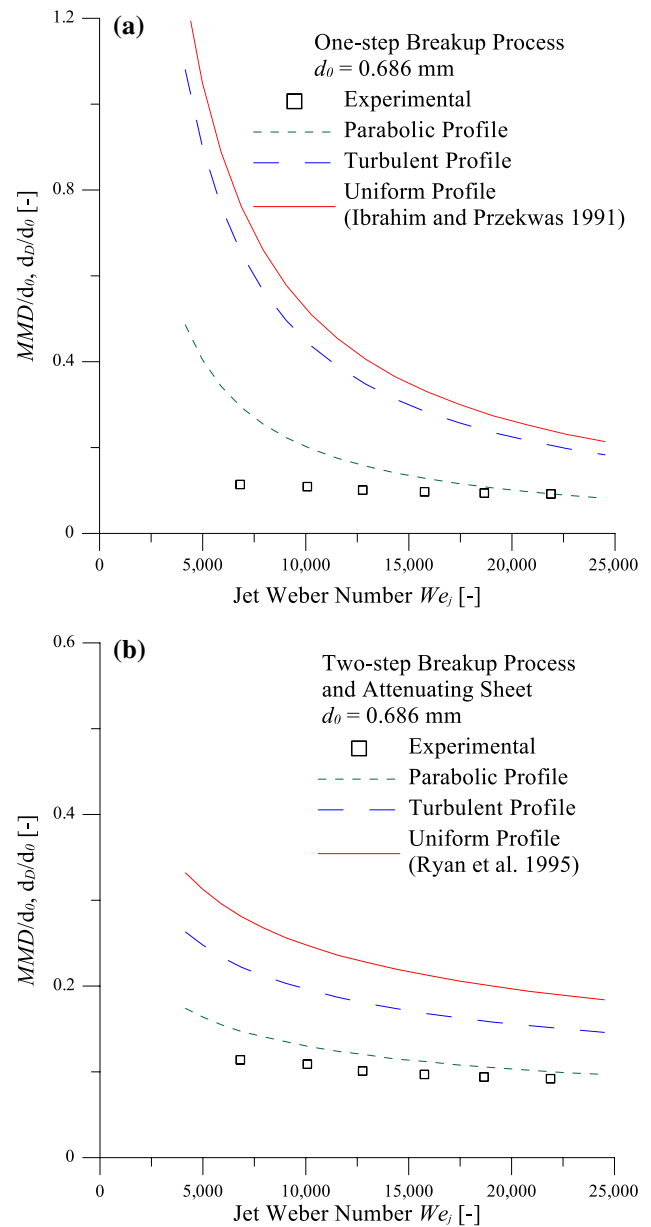 (a)
One-step Breakup Process
d₀ = 0.686 mm
Experimental
Parabolic Profile
Turbulent Profile
Uniform Profile
(Ibrahim and Przekwas 1991)
MMD/d₀, d_D/d₀ [-]
1.2
0.8
0.4
0
0
5,000
10,000
15,000
20,000
25,000
Jet Weber Number We_j [-]
(b)
Two-step Breakup Process
and Attenuating Sheet
d₀ = 0.686 mm
Experimental
Parabolic Profile
Turbulent Profile
Uniform Profile
(Ryan et al. 1995)
MMD/d₀, d_D/d₀ [-]
0.6
0.4
0.2
0
0
5,000
10,000
15,000
20,000
25,000
Jet Weber Number We_j [-]